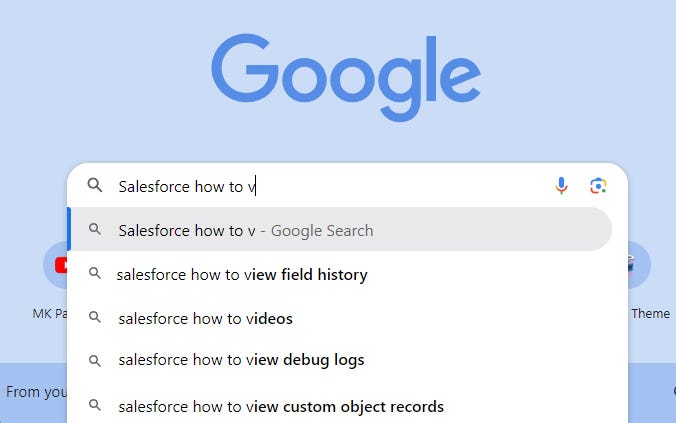 Google
Salesforce how to v
Salesforce how to v - Google Search
salesforce how to view field history
MK Pa
Theme
salesforce how to videos
salesforce how to view debug logs
From you
salesforce how to view custom object records